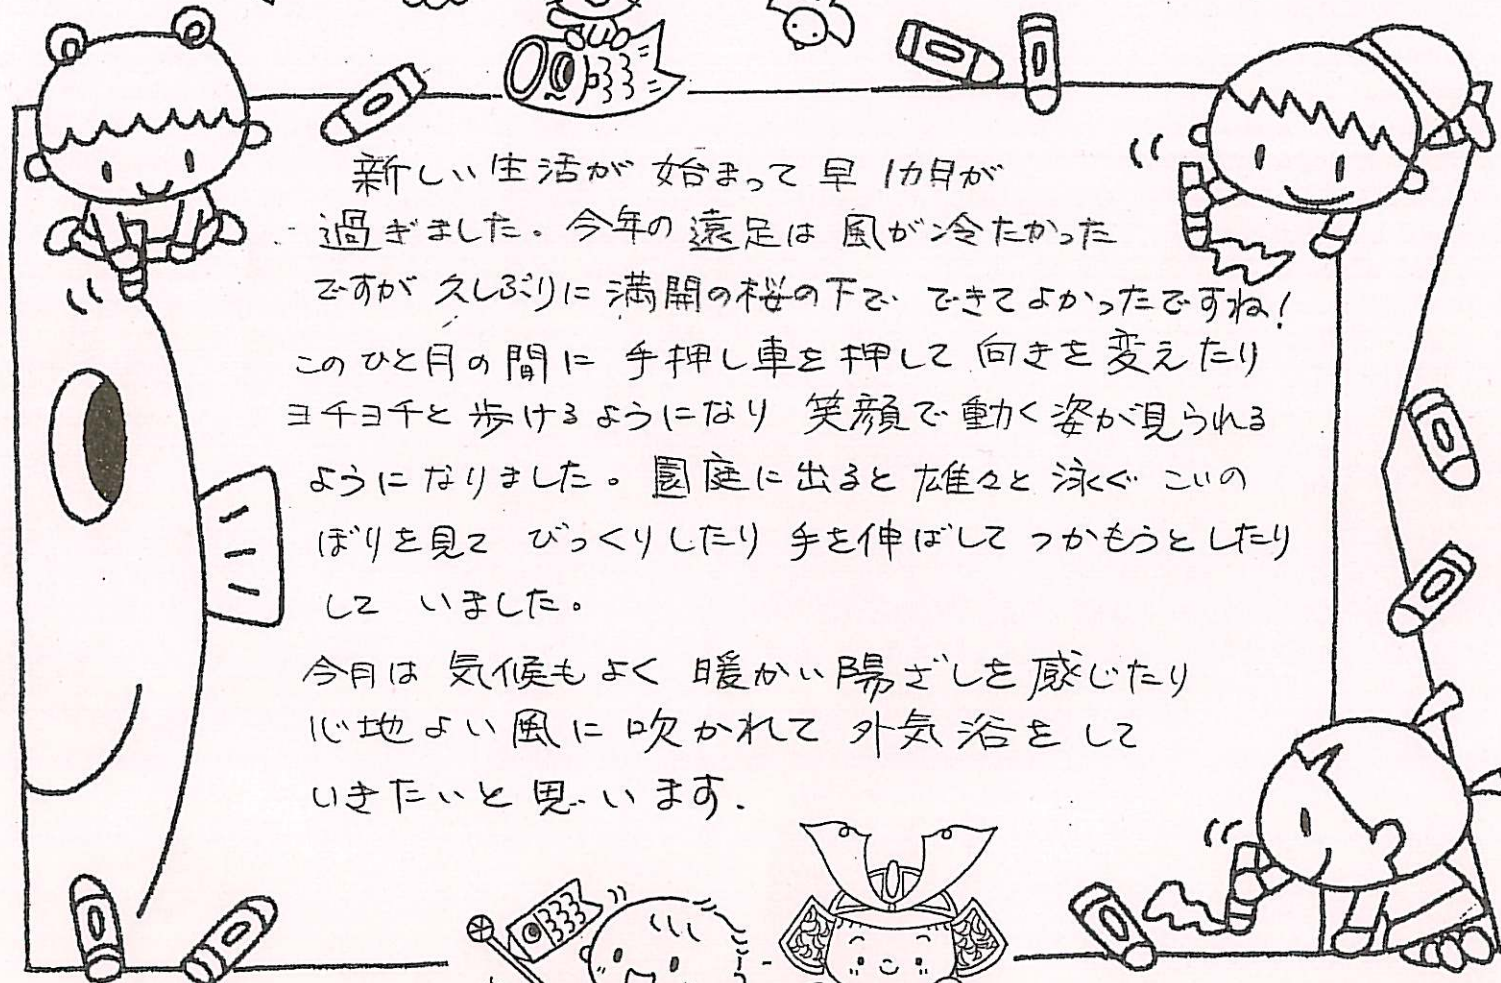 新しい生活が 始まって 早 1カ月が
過ぎました。今年の遠足は 風が冷たかった
ですが 久しぶりに満開の桜の下で できてよかったですね！
このひと月の間に 手押し車を押して 向きを変えたり
ヨチヨチと歩けるようになり 笑顔で動く姿が見られる
ようになりました。園庭に出ると 雄々と泳ぐ こいの
ぼりを見て びっくりしたり 手を伸ばして つかもうとしたり
して いました。
今月は 気候もよく 暖かい陽ざしを感じたり
心地よい風に吹かれて 外気浴をして
いきたいと思います.